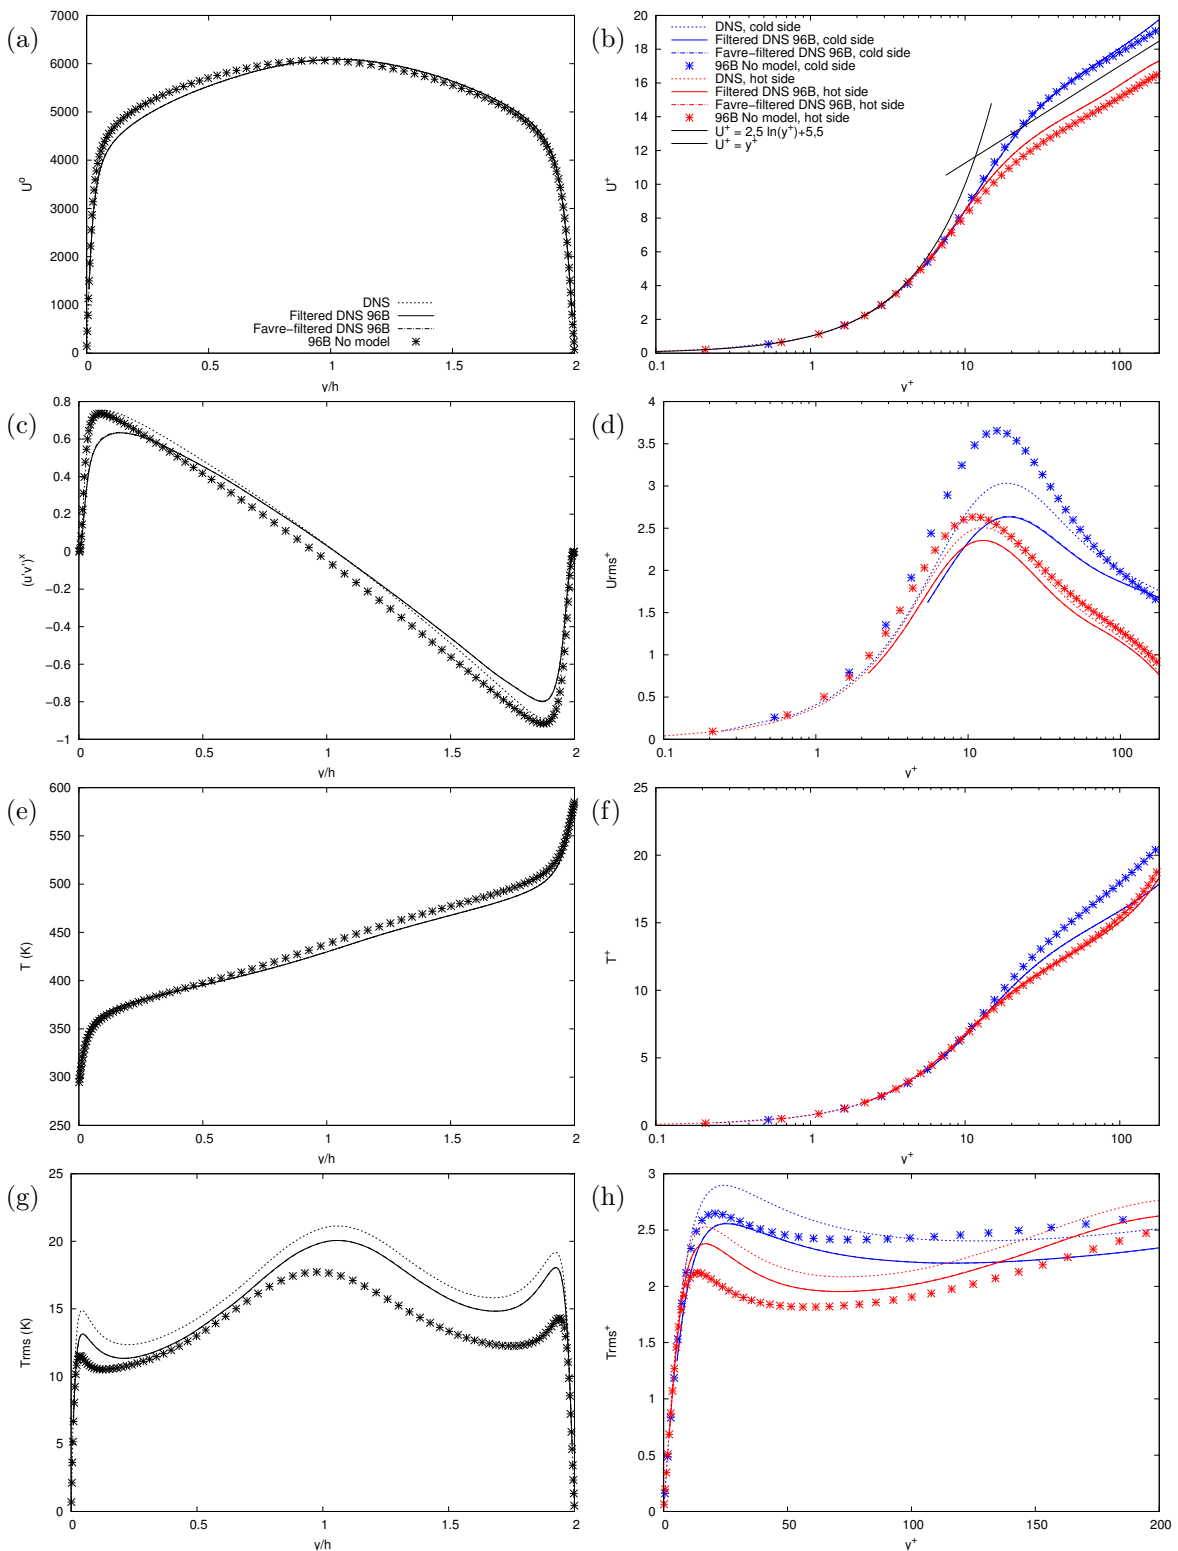 (a)
7000
6000
5000
4000
3000
2000
1000
0
U⁰
0
0.5
1
1.5
2
y/h
DNS
Filtered DNS 96B
Favre−filtered DNS 96B
96B No model
(b)
20
18
16
14
12
10
8
6
4
2
0
U⁺
0.1
1
10
100
y⁺
DNS, cold side
Filtered DNS 96B, cold side
Favre−filtered DNS 96B, cold side
96B No model, cold side
DNS, hot side
Filtered DNS 96B, hot side
Favre−filtered DNS 96B, hot side
96B No model, hot side
U⁺ = 2,5 ln(y⁺)+5,5
U⁺ = y⁺
(c)
0.8
0.6
0.4
0.2
0
−0.2
−0.4
−0.6
−0.8
−1
⟨u'v'⟩ˣ
0
0.5
1
1.5
2
y/h
(d)
4
3.5
3
2.5
2
1.5
1
0.5
0
Urms⁺
0.1
1
10
100
y⁺
(e)
600
550
500
450
400
350
300
250
T (K)
0
0.5
1
1.5
2
y/h
(f)
25
20
15
10
5
0
T⁺
0.1
1
10
100
y⁺
(g)
25
20
15
10
5
0
Trms (K)
0
0.5
1
1.5
2
y/h
(h)
3
2.5
2
1.5
1
0.5
0
Trms⁺
0
50
100
150
200
y⁺